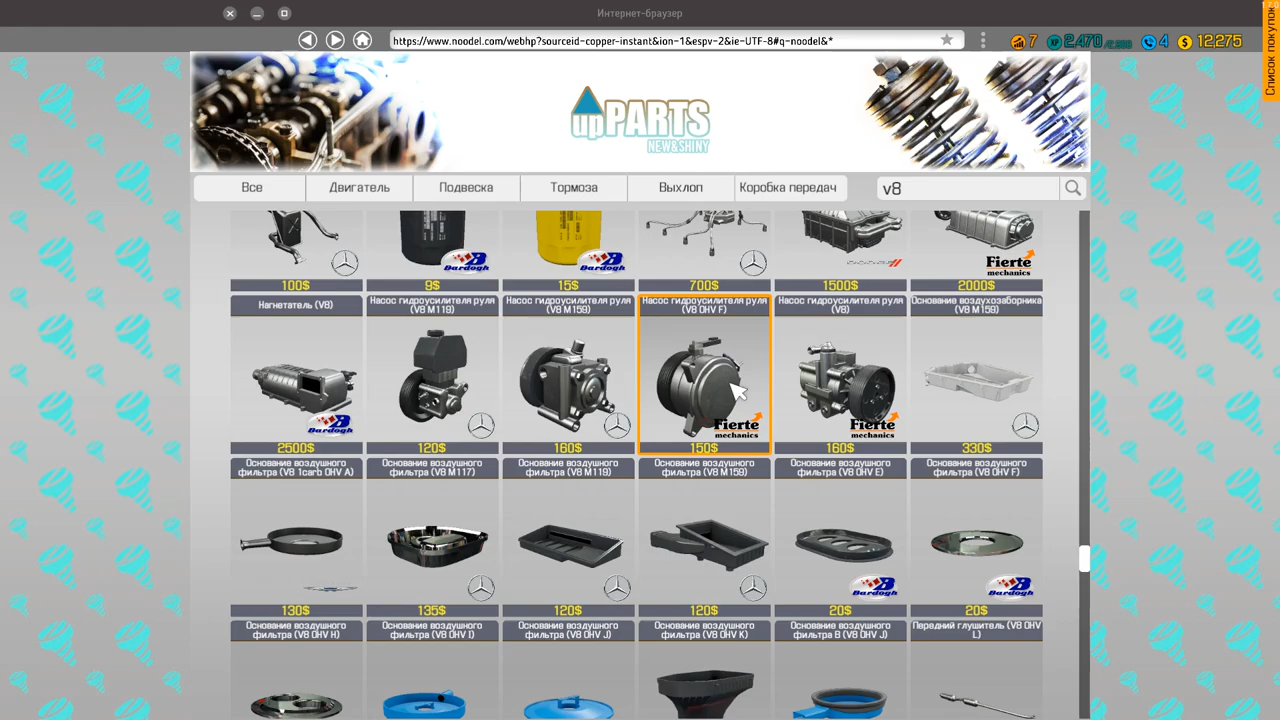 Интернет-браузер
1.7.0
https://www.noodel.com/webhp?sourceid-copper-instant&ion-1&espv-2&ie-UTF-8#q-noodel&*
7
XP 2,470/2,600
4
$ 12,275
Список покупок
upPARTS
NEW&SHINY
Все
Двигатель
Подвеска
Тормоза
Выхлоп
Коробка передач
v8
Bardogh
Bardogh
DODGE
Fierte
mechanics
100$
9$
15$
700$
1500$
2000$
Нагнетатель (V8)
Насос гидроусилителя руля
(V8 M119)
Насос гидроусилителя руля
(V8 M159)
Насос гидроусилителя руля
(V8 OHV F)
Насос гидроусилителя руля
(V8)
Основание воздухозаборника
(V8 M159)
Bardogh
Fierte
mechanics
Fierte
mechanics
2500$
120$
160$
150$
160$
330$
Основание воздушного
фильтра (V8 1carb OHV A)
Основание воздушного
фильтра (V8 M117)
Основание воздушного
фильтра (V8 M119)
Основание воздушного
фильтра (V8 M159)
Основание воздушного
фильтра (V8 OHV E)
Основание воздушного
фильтра (V8 OHV F)
Bardogh
Bardogh
130$
135$
120$
120$
20$
20$
Основание воздушного
фильтра (V8 OHV H)
Основание воздушного
фильтра (V8 OHV I)
Основание воздушного
фильтра (V8 OHV J)
Основание воздушного
фильтра (V8 OHV K)
Основание воздушного
фильтра B (V8 OHV J)
Передний глушитель (V8 OHV
L)